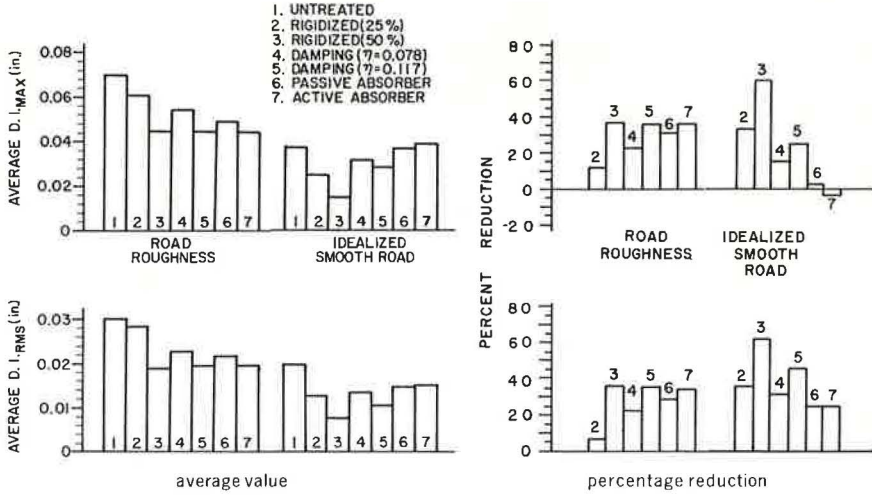 1. UNTREATED
2. RIGIDIZED (25%)
3. RIGIDIZED (50%)
4. DAMPING (η=0.078)
5. DAMPING (η=0.117)
6. PASSIVE ABSORBER
7. ACTIVE ABSORBER
AVERAGE D. I.MAX (in.)
0.08
0.06
0.04
0.02
0
1 2 3 4 5 6 7
1 2 3 4 5 6 7
ROAD ROUGHNESS
IDEALIZED SMOOTH ROAD
PERCENT REDUCTION
80
60
40
20
0
-20
2 3 4 5 6 7
2 3 4 5 6 7
ROAD ROUGHNESS
IDEALIZED SMOOTH ROAD
AVERAGE D. I.RMS (in.)
0.03
0.02
0.01
0
1 2 3 4 5 6 7
1 2 3 4 5 6 7
average value
80
60
40
20
0
2 3 4 5 6 7
2 3 4 5 6 7
percentage reduction